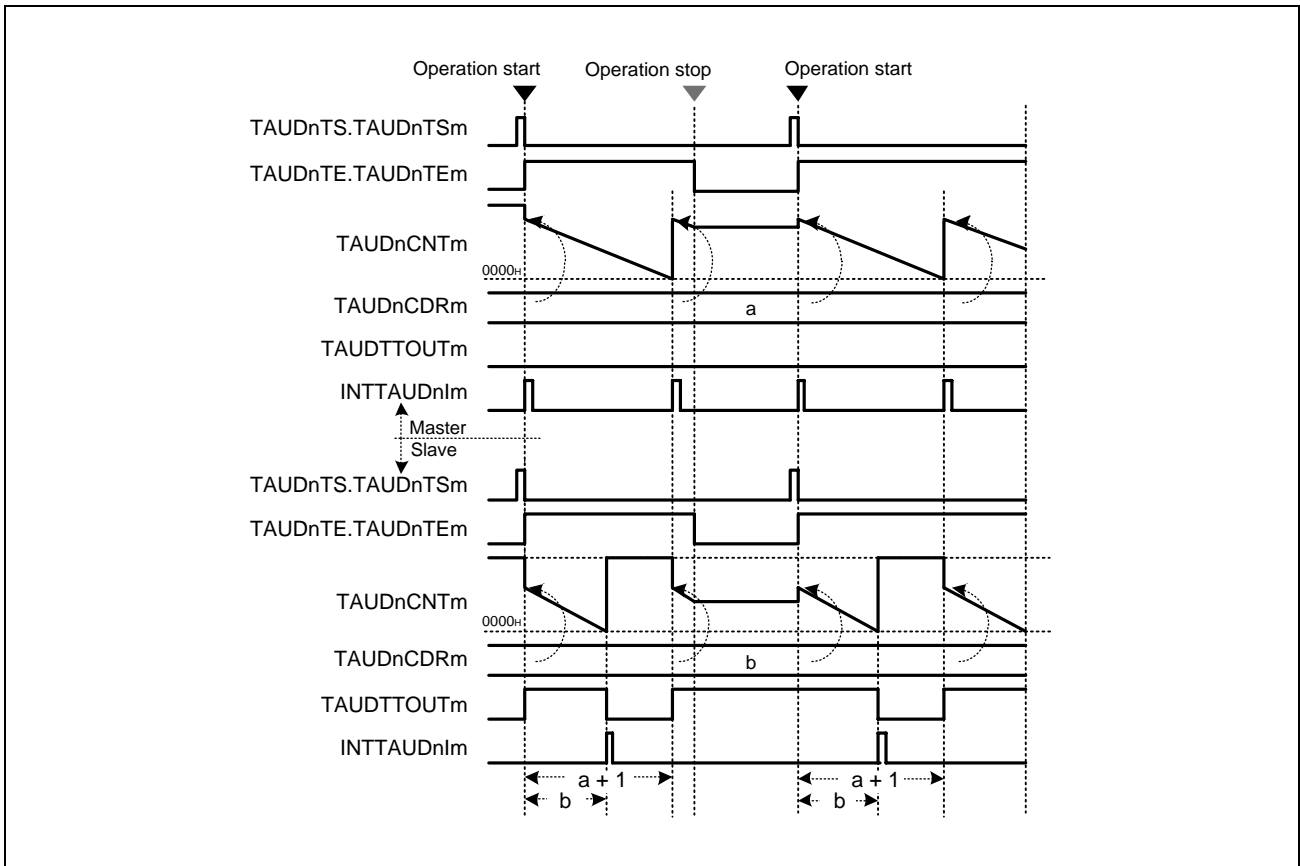 Operation start Operation stop Operation start
TAUDnTS.TAUDnTSm
TAUDnTE.TAUDnTEm
TAUDnCNTm
0000H
TAUDnCDRm
a
TAUDTTOUTm
INTTAUDnIm
Master
Slave
TAUDnTS.TAUDnTSm
TAUDnTE.TAUDnTEm
TAUDnCNTm
0000H
TAUDnCDRm
b
TAUDTTOUTm
INTTAUDnIm
a + 1 a + 1
b b